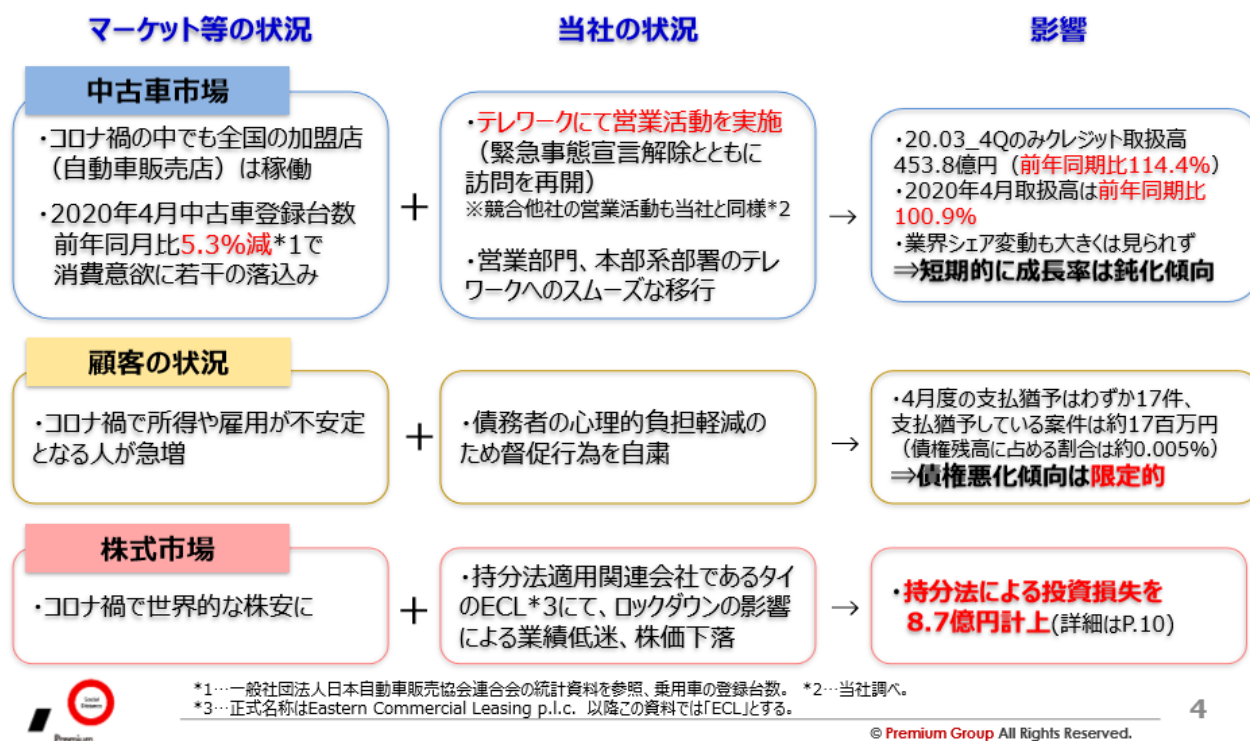 マーケット等の状況
当社の状況
影響
中古車市場
・コロナ禍の中でも全国の加盟店
（自動車販売店）は稼働
・2020年4月中古車登録台数
前年同月比5.3%減*1で
消費意欲に若干の落込み
＋
・テレワークにて営業活動を実施
（緊急事態宣言解除とともに
訪問を再開）
※競合他社の営業活動も当社と同様*2
・営業部門、本部系部署のテレ
ワークへのスムーズな移行
→
・20.03_4Qのみクレジット取扱高
453.8億円（前年同期比114.4%）
・2020年4月取扱高は前年同期比
100.9%
・業界シェア変動も大きくは見られず
⇒短期的に成長率は鈍化傾向
顧客の状況
・コロナ禍で所得や雇用が不安定
となる人が急増
＋
・債務者の心理的負担軽減の
ため督促行為を自粛
→
・4月度の支払猶予はわずか17件、
支払猶予している案件は約17百万円
（債権残高に占める割合は約0.005%）
⇒債権悪化傾向は限定的
株式市場
・コロナ禍で世界的な株安に
＋
・持分法適用関連会社であるタイ
のECL*3にて、ロックダウンの影響
による業績低迷、株価下落
→
・持分法による投資損失を
8.7億円計上(詳細はP.10)
*1…一般社団法人日本自動車販売協会連合会の統計資料を参照、乗用車の登録台数。 *2…当社調べ。
*3…正式名称はEastern Commercial Leasing p.l.c. 以降この資料では「ECL」とする。
Social
Distance
Premium
4
© Premium Group All Rights Reserved.